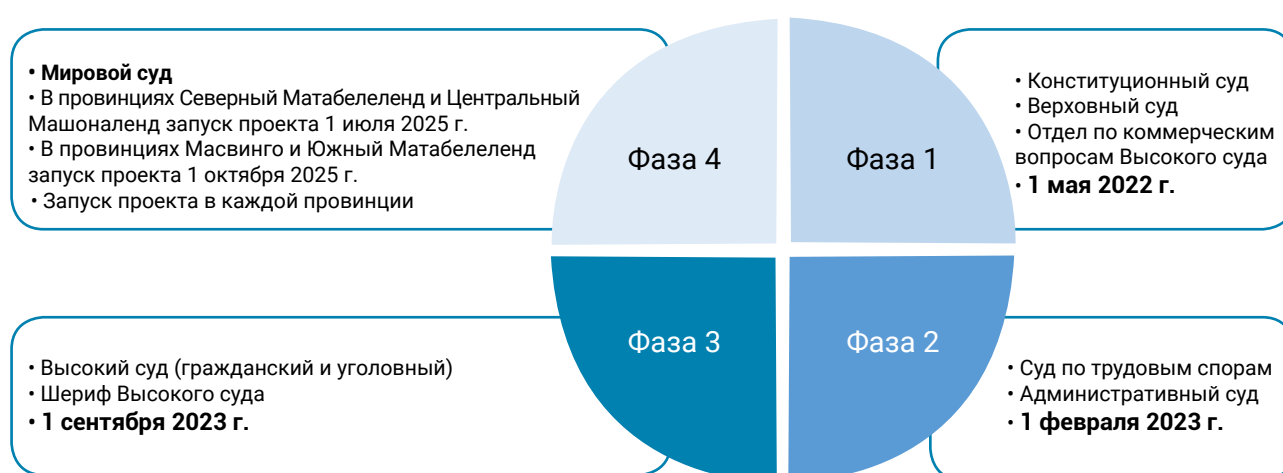 • Мировой суд
• В провинциях Северный Матабелеленд и Центральный
Машоналенд запуск проекта 1 июля 2025 г.
• В провинциях Масвинго и Южный Матабелеленд
запуск проекта 1 октября 2025 г.
• Запуск проекта в каждой провинции
Фаза 4
Фаза 1
• Конституционный суд
• Верховный суд
• Отдел по коммерческим
вопросам Высокого суда
• 1 мая 2022 г.
• Высокий суд (гражданский и уголовный)
• Шериф Высокого суда
• 1 сентября 2023 г.
Фаза 3
Фаза 2
• Суд по трудовым спорам
• Административный суд
• 1 февраля 2023 г.